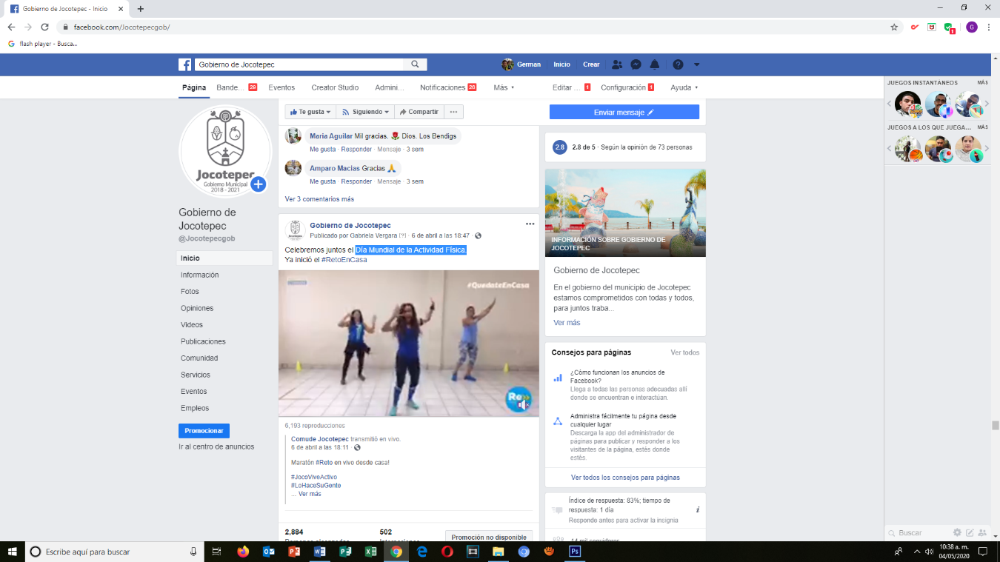 Gobierno de Jocotepec - Inicio
facebook.com/Jocotepecgob/
flash player - Busca...
Gobierno de Jocotepec
German Inicio Crear
Página Bande... 29 Eventos Creator Studio Admini... Notificaciones 26 Más Editar ... 1 Configuración 1 Ayuda
Te gusta Siguiendo Compartir ...
Enviar mensaje
Jocotepec
Gobierno Municipal
2018 - 2021
Gobierno de
Jocotepec
@Jocotepecgob
Inicio
Información
Fotos
Opiniones
Videos
Publicaciones
Comunidad
Servicios
Eventos
Empleos
Promocionar
Ir al centro de anuncios
Maria Aguilar Mil gracias. 🌹 Dios. Los Bendigs
Me gusta · Responder · Mensaje · 3 sem
Amparo Macias Gracias 🙏
Me gusta · Responder · Mensaje · 3 sem
Ver 3 comentarios más
Gobierno de Jocotepec
Publicado por Gabriela Vergara [?] · 6 de abril a las 18:47 ·
Celebremos juntos el Día Mundial de la Actividad Física.
Ya inició el #RetoEnCasa
#QuedateEnCasa
Re
6,193 reproducciones
Comude Jocotepec transmitió en vivo.
6 de abril a las 18:11 ·
Maratón #Reto en vivo desde casa!
#JocoViveActivo
#LoHaceSuGente
... Ver más
2,884
502
Promoción no disponible
2.8 2.8 de 5 · Según la opinión de 73 personas
INFORMACIÓN SOBRE GOBIERNO DE
JOCOTEPEC
Gobierno de Jocotepec
En el gobierno del municipio de Jocotepec
estamos comprometidos con todas y todos,
para juntos traba...
Ver más
Consejos para páginas Ver todos
¿Cómo funcionan los anuncios de
Facebook?
Llega a todas las personas adecuadas allí
donde se encuentran e interactúan.
Administra fácilmente tu página desde
cualquier lugar
Descarga la app del administrador de
páginas para publicar y responder a los
visitantes de la página, estés donde
estés.
Ver todos los consejos para páginas
Índice de respuesta: 83%; tiempo de
respuesta: 1 día
Responde antes para activar la insignia
14 mil seguidores
JUEGOS INSTANTÁNEOS MÁS
JUEGOS A LOS QUE JUEGA... MÁS
Buscar
Escribe aquí para buscar
10:38 a. m.
04/05/2020